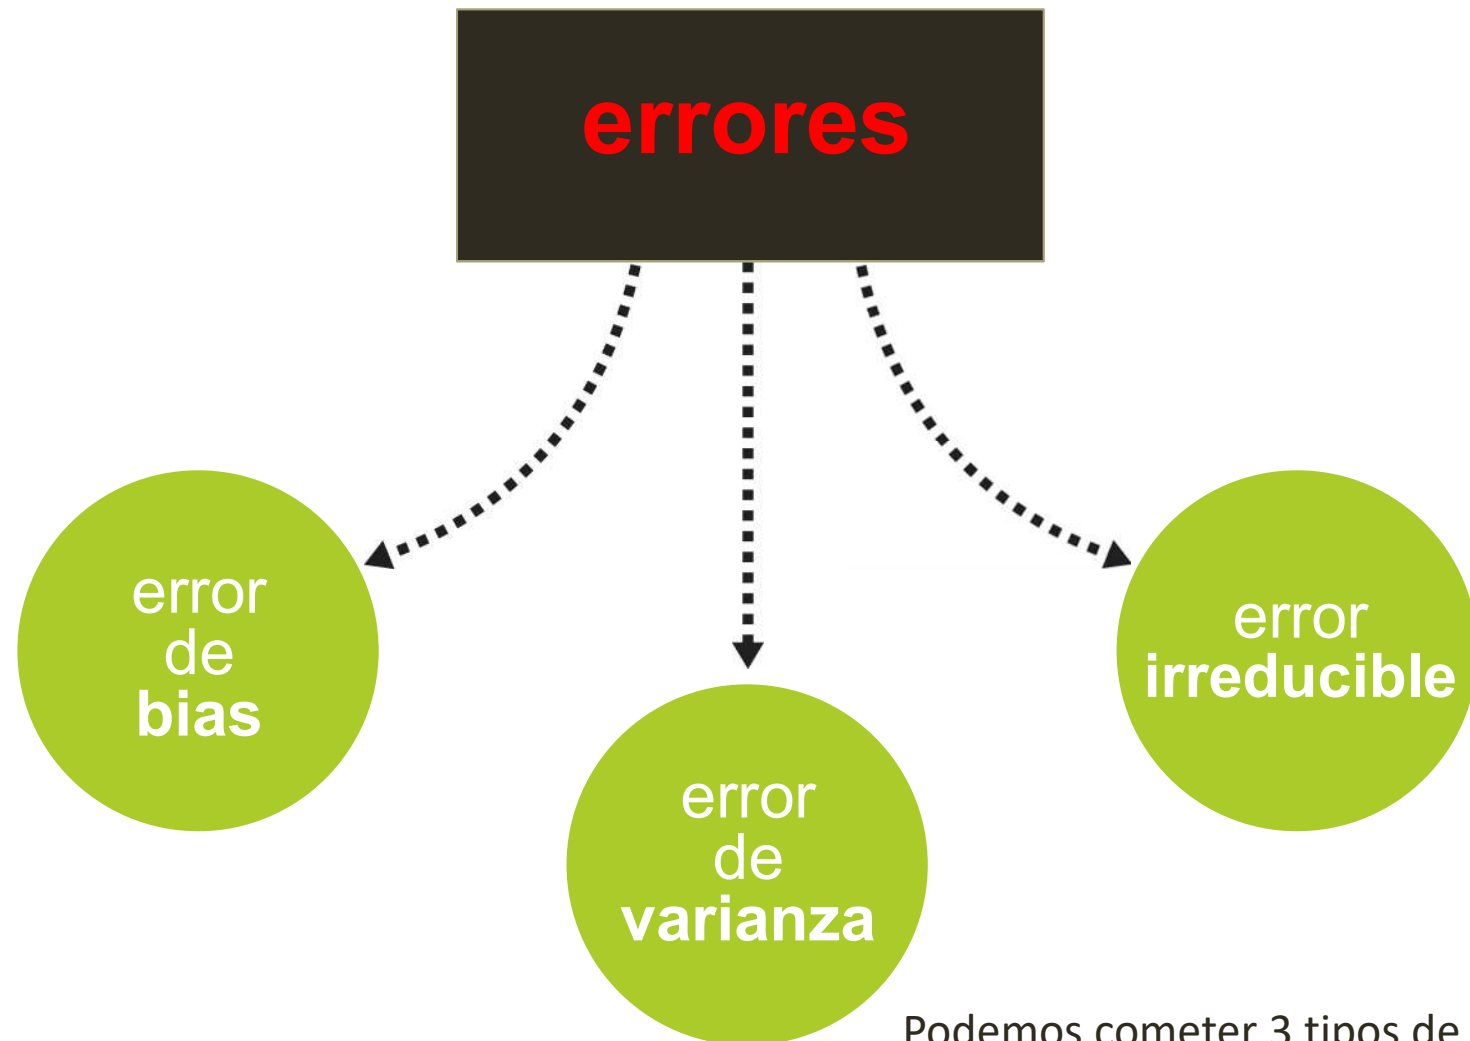 errores
error
de
bias
error
de
varianza
error
irreducible
Podemos cometer 3 tipos de